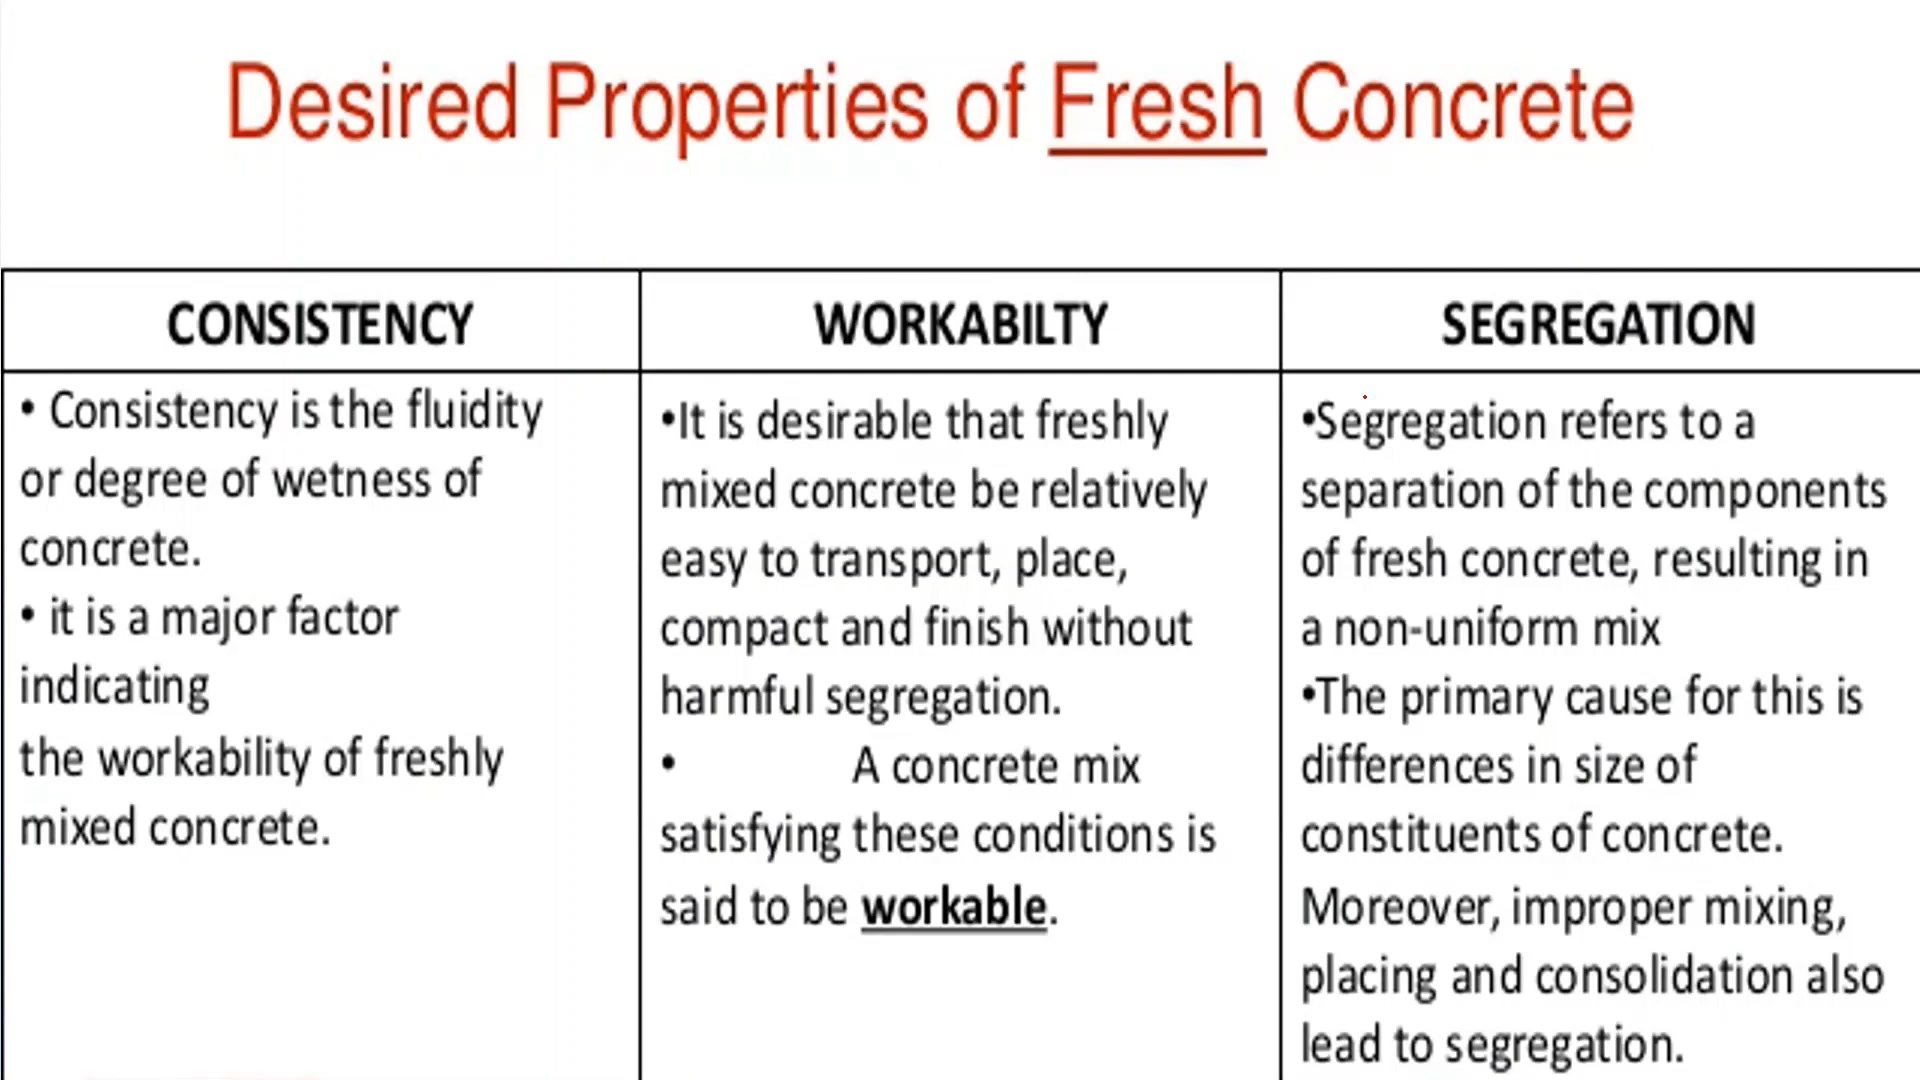 Desired Properties of Fresh Concrete
CONSISTENCY
• Consistency is the fluidity
or degree of wetness of
concrete.
• it is a major factor
indicating
the workability of freshly
mixed concrete.
WORKABILTY
•It is desirable that freshly
mixed concrete be relatively
easy to transport, place,
compact and finish without
harmful segregation.
• A concrete mix
satisfying these conditions is
said to be workable.
SEGREGATION
•Segregation refers to a
separation of the components
of fresh concrete, resulting in
a non-uniform mix
•The primary cause for this is
differences in size of
constituents of concrete.
Moreover, improper mixing,
placing and consolidation also
lead to segregation.